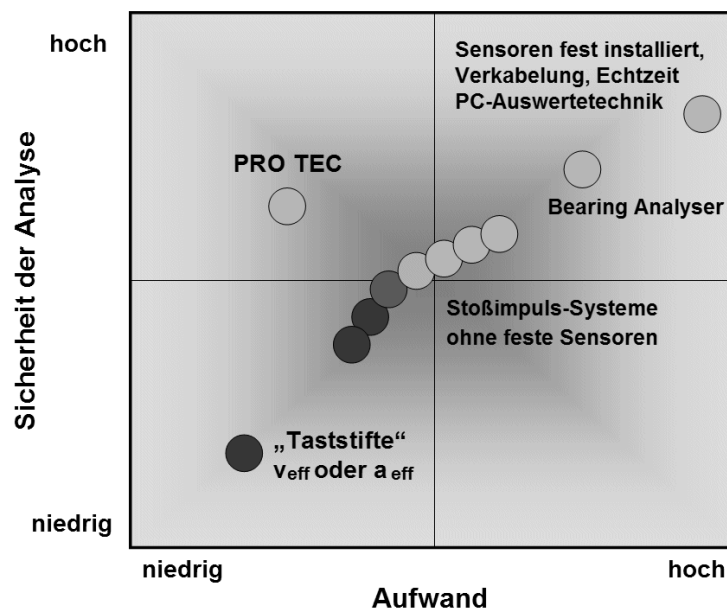 hoch
Sensoren fest installiert,
Verkabelung, Echtzeit
PC-Auswertetechnik
PRO TEC
Bearing Analyser
Sicherheit der Analyse
Stoßimpuls-Systeme
ohne feste Sensoren
„Taststifte“
veff oder a eff
niedrig
niedrig
hoch
Aufwand